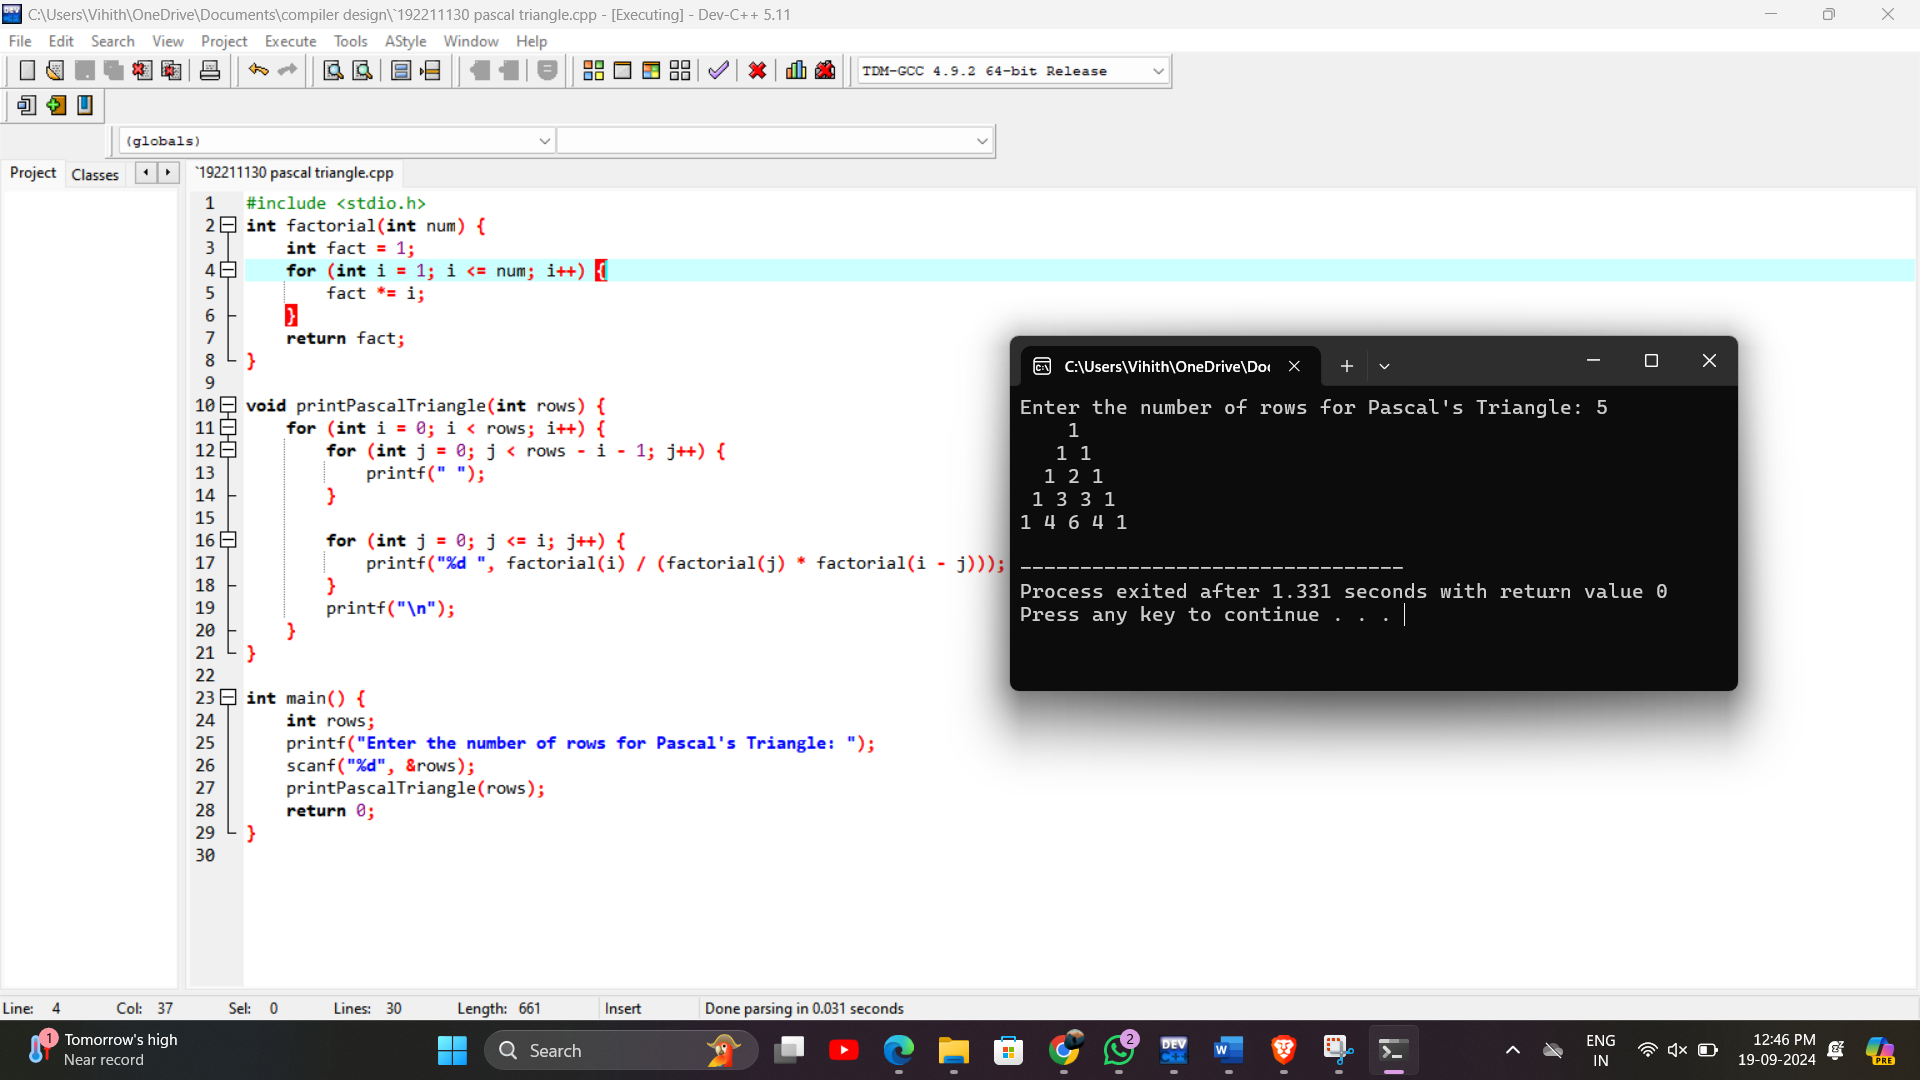 C:\Users\Vihith\OneDrive\Documents\compiler design\`192211130 pascal triangle.cpp - [Executing] - Dev-C++ 5.11
File Edit Search View Project Execute Tools AStyle Window Help
TDM-GCC 4.9.2 64-bit Release
(globals)
Project Classes `192211130 pascal triangle.cpp
1 #include <stdio.h>
2 int factorial(int num) {
3     int fact = 1;
4     for (int i = 1; i <= num; i++) {
5         fact *= i;
6     }
7     return fact;
8 }
9
10 void printPascalTriangle(int rows) {
11     for (int i = 0; i < rows; i++) {
12         for (int j = 0; j < rows - i - 1; j++) {
13             printf(" ");
14         }
15
16         for (int j = 0; j <= i; j++) {
17             printf("%d ", factorial(i) / (factorial(j) * factorial(i - j)));
18         }
19         printf("\n");
20     }
21 }
22
23 int main() {
24     int rows;
25     printf("Enter the number of rows for Pascal's Triangle: ");
26     scanf("%d", &rows);
27     printPascalTriangle(rows);
28     return 0;
29 }
30
C:\Users\Vihith\OneDrive\Doc
Enter the number of rows for Pascal's Triangle: 5
    1
   1 1
  1 2 1
 1 3 3 1
1 4 6 4 1
--------------------------------
Process exited after 1.331 seconds with return value 0
Press any key to continue . . .
Line: 4 Col: 37 Sel: 0 Lines: 30 Length: 661 Insert Done parsing in 0.031 seconds
1
Tomorrow's high
Near record
Search
2
DEV
W
ENG
IN
12:46 PM
19-09-2024
PRE